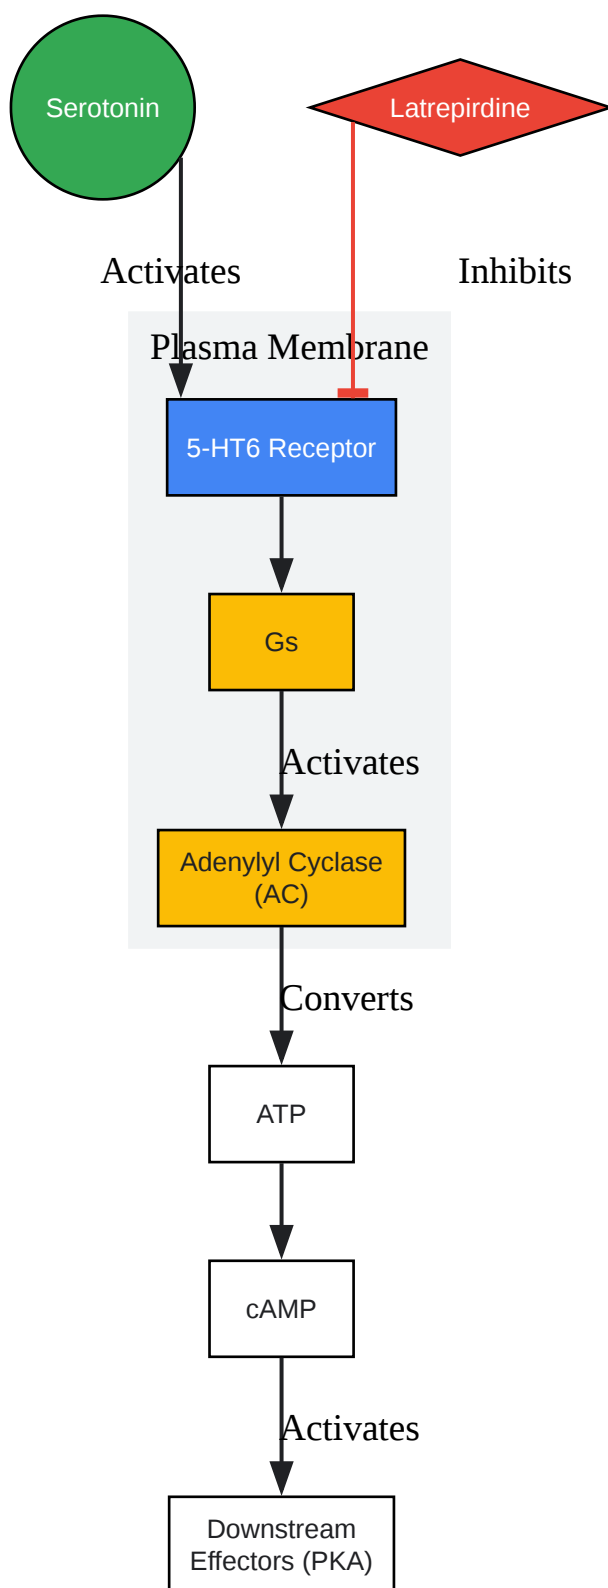 Serotonin
Latrepirdine
Activates
Inhibits
Plasma Membrane
5-HT6 Receptor
Gs
Activates
Adenylyl Cyclase
(AC)
Converts
ATP
cAMP
Activates
Downstream
Effectors (PKA)